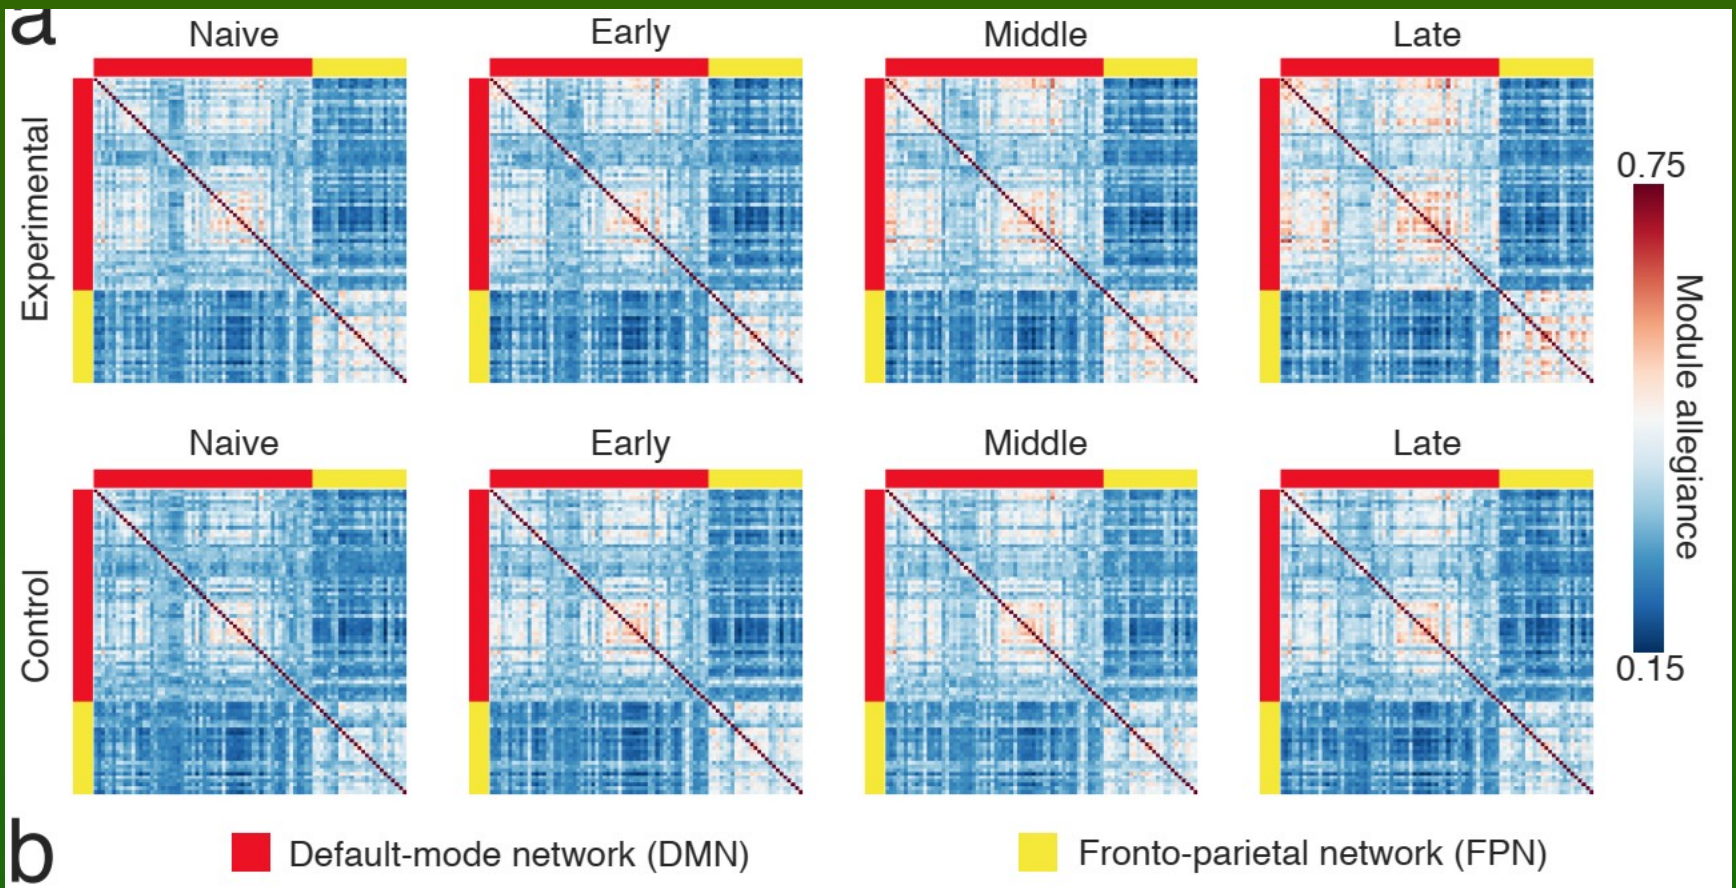 a
Naive Early Middle Late
Experimental
0.75
Module allegiance
0.15
Naive Early Middle Late
Control
b
Default-mode network (DMN) Fronto-parietal network (FPN)